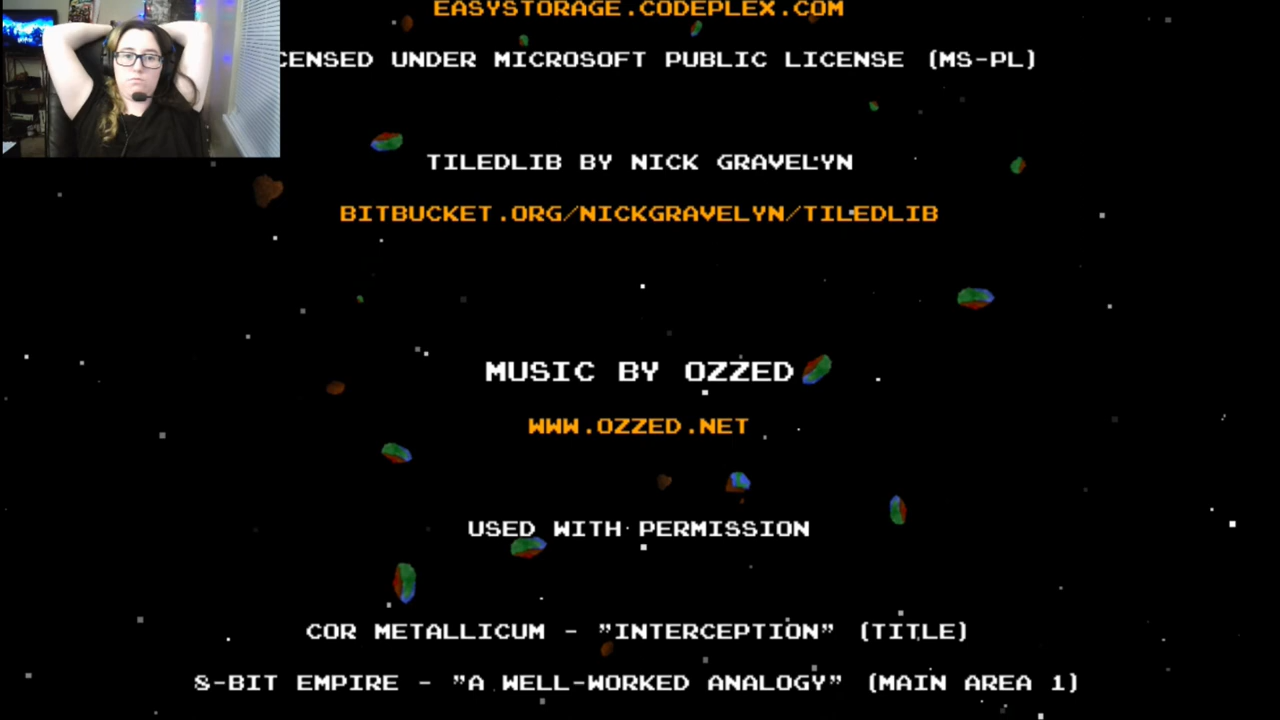 EASYSTORAGE.CODEPLEX.COM
CENSED UNDER MICROSOFT PUBLIC LICENSE (MS-PL)
TILEDLIB BY NICK GRAVELYN
BITBUCKET.ORG/NICKGRAVELYN/TILEDLIB
MUSIC BY OZZED
WWW.OZZED.NET
USED WITH PERMISSION
COR METALLICUM - "INTERCEPTION" (TITLE)
8-BIT EMPIRE - "A WELL-WORKED ANALOGY" (MAIN AREA 1)